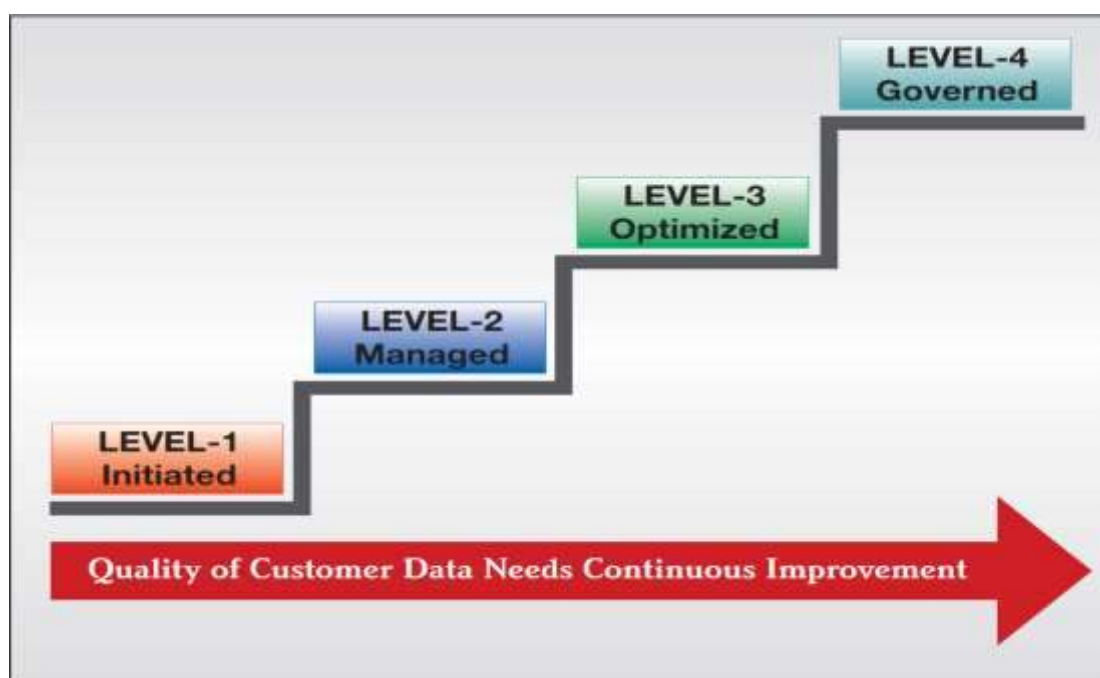 LEVEL-4
Governed
LEVEL-3
Optimized
LEVEL-2
Managed
LEVEL-1
Initiated
Quality of Customer Data Needs Continuous Improvement